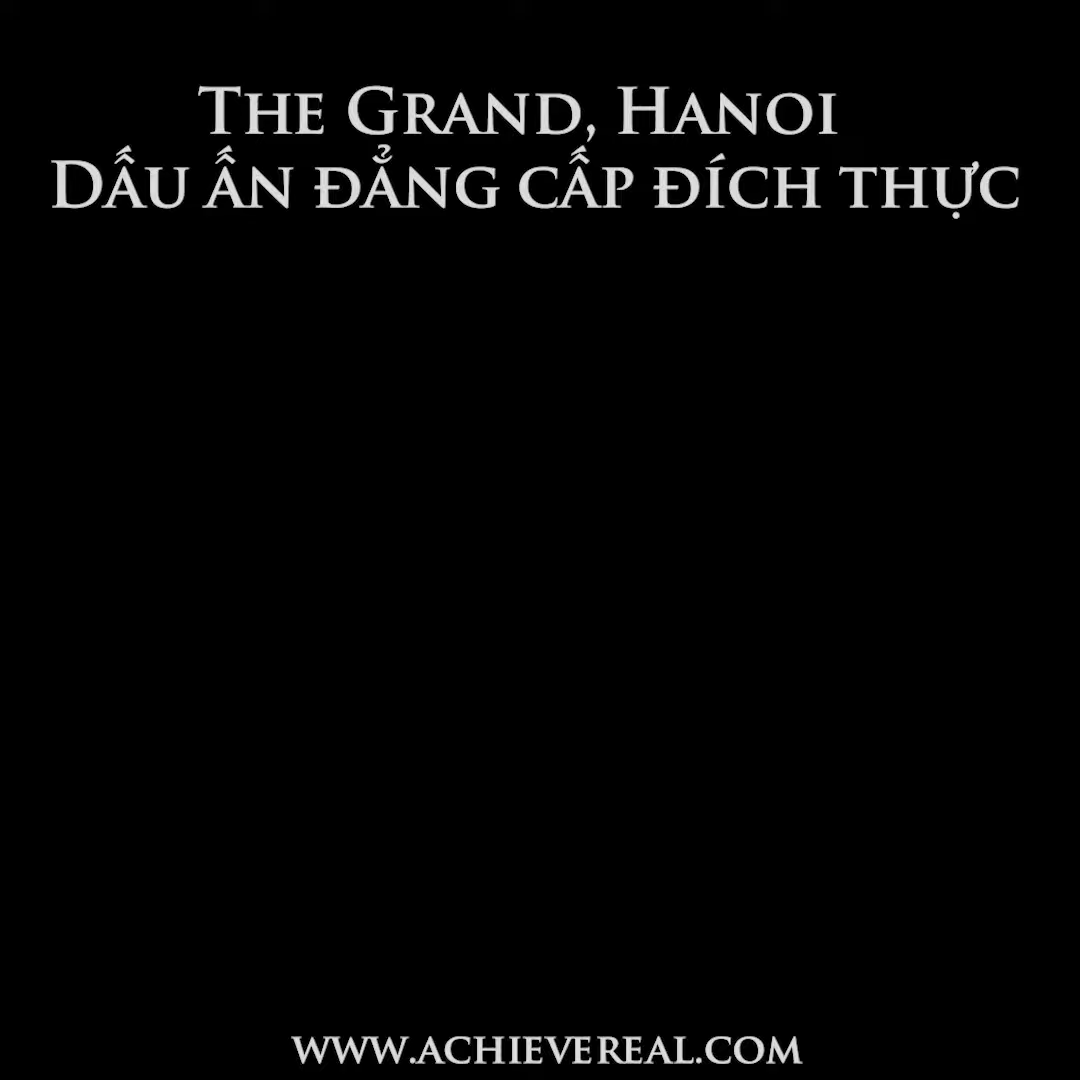 The Grand, Hanoi
Dấu ấn đẳng cấp đích thực
www.achievereal.com